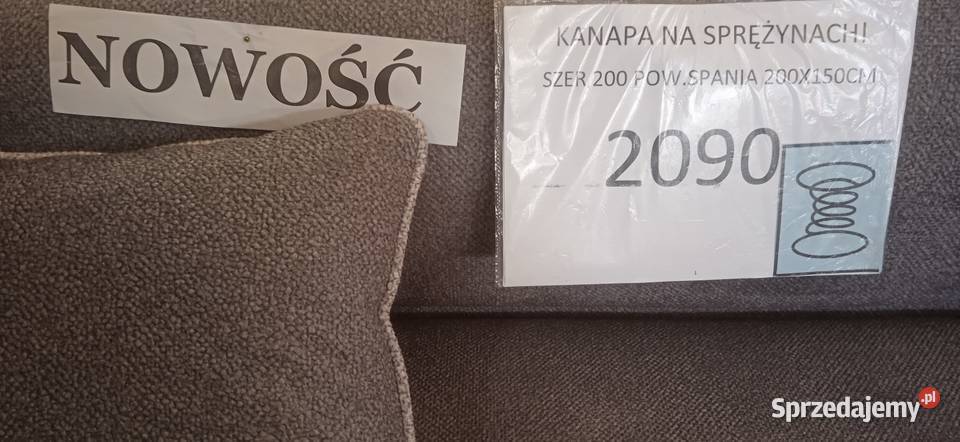 NOWOŚĆ
KANAPA NA SPRĘŻYNACH!
SZER 200 POW.SPANIA 200X150CM
2090
Sprzedajemy.pl